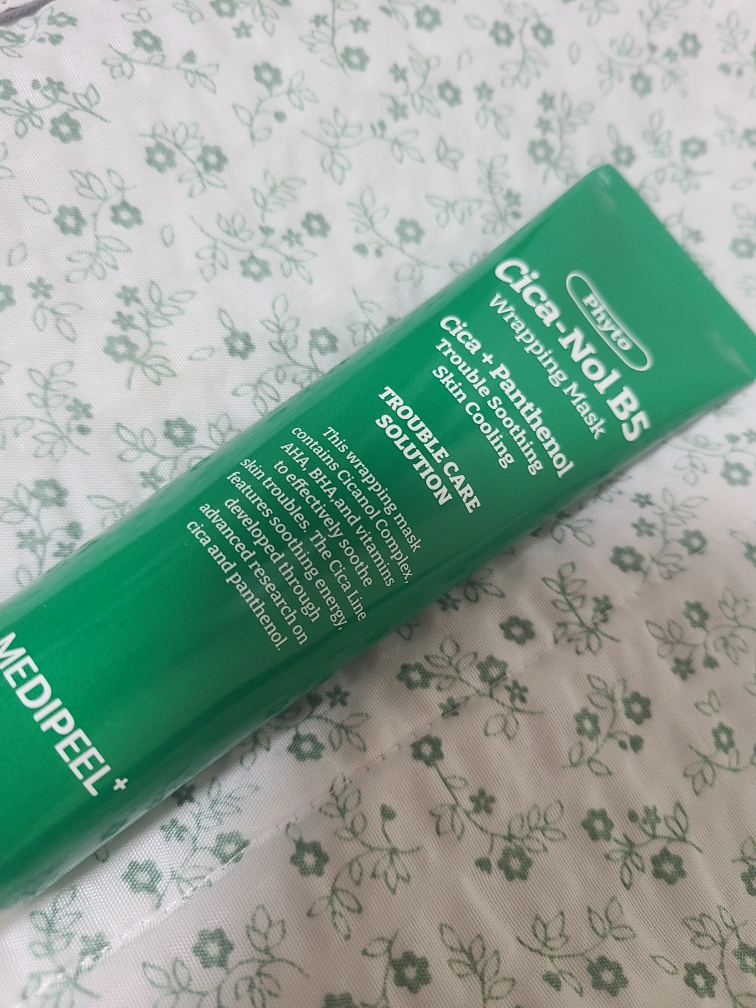 Phyto
Cica-Nol B5
Wrapping Mask
Cica + Panthenol
Trouble Soothing
Skin Cooling
TROUBLE CARE
SOLUTION
This wrapping mask
contains Cicanol Complex,
AHA, BHA, and vitamins
to effectively soothe
skin troubles. The Cica Line
features soothing energy,
developed through
advanced research on
cica and panthenol.
MEDIPEEL+